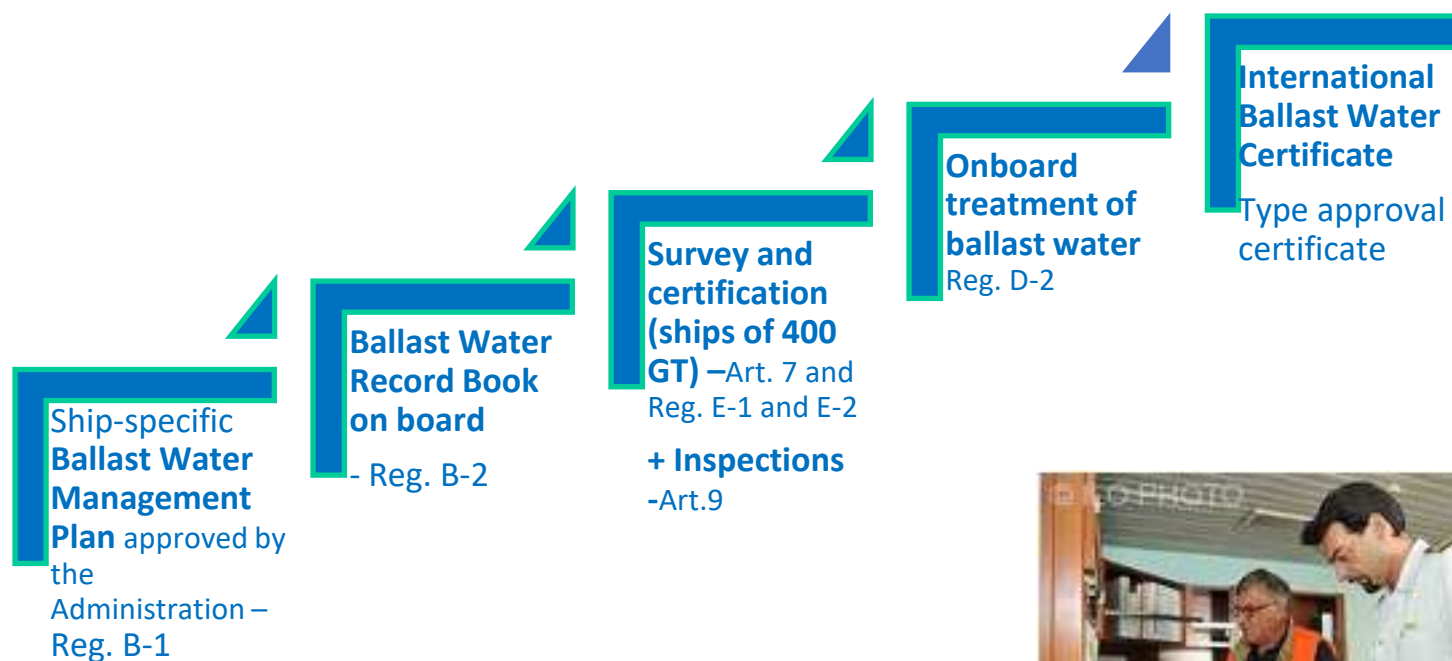 Ship-specific
Ballast Water
Management
Plan approved by
the
Administration –
Reg. B-1
Ballast Water
Record Book
on board
- Reg. B-2
Survey and
certification
(ships of 400
GT) –Art. 7 and
Reg. E-1 and E-2
+ Inspections
-Art.9
Onboard
treatment of
ballast water
Reg. D-2
International
Ballast Water
Certificate
Type approval
certificate
PHOTO